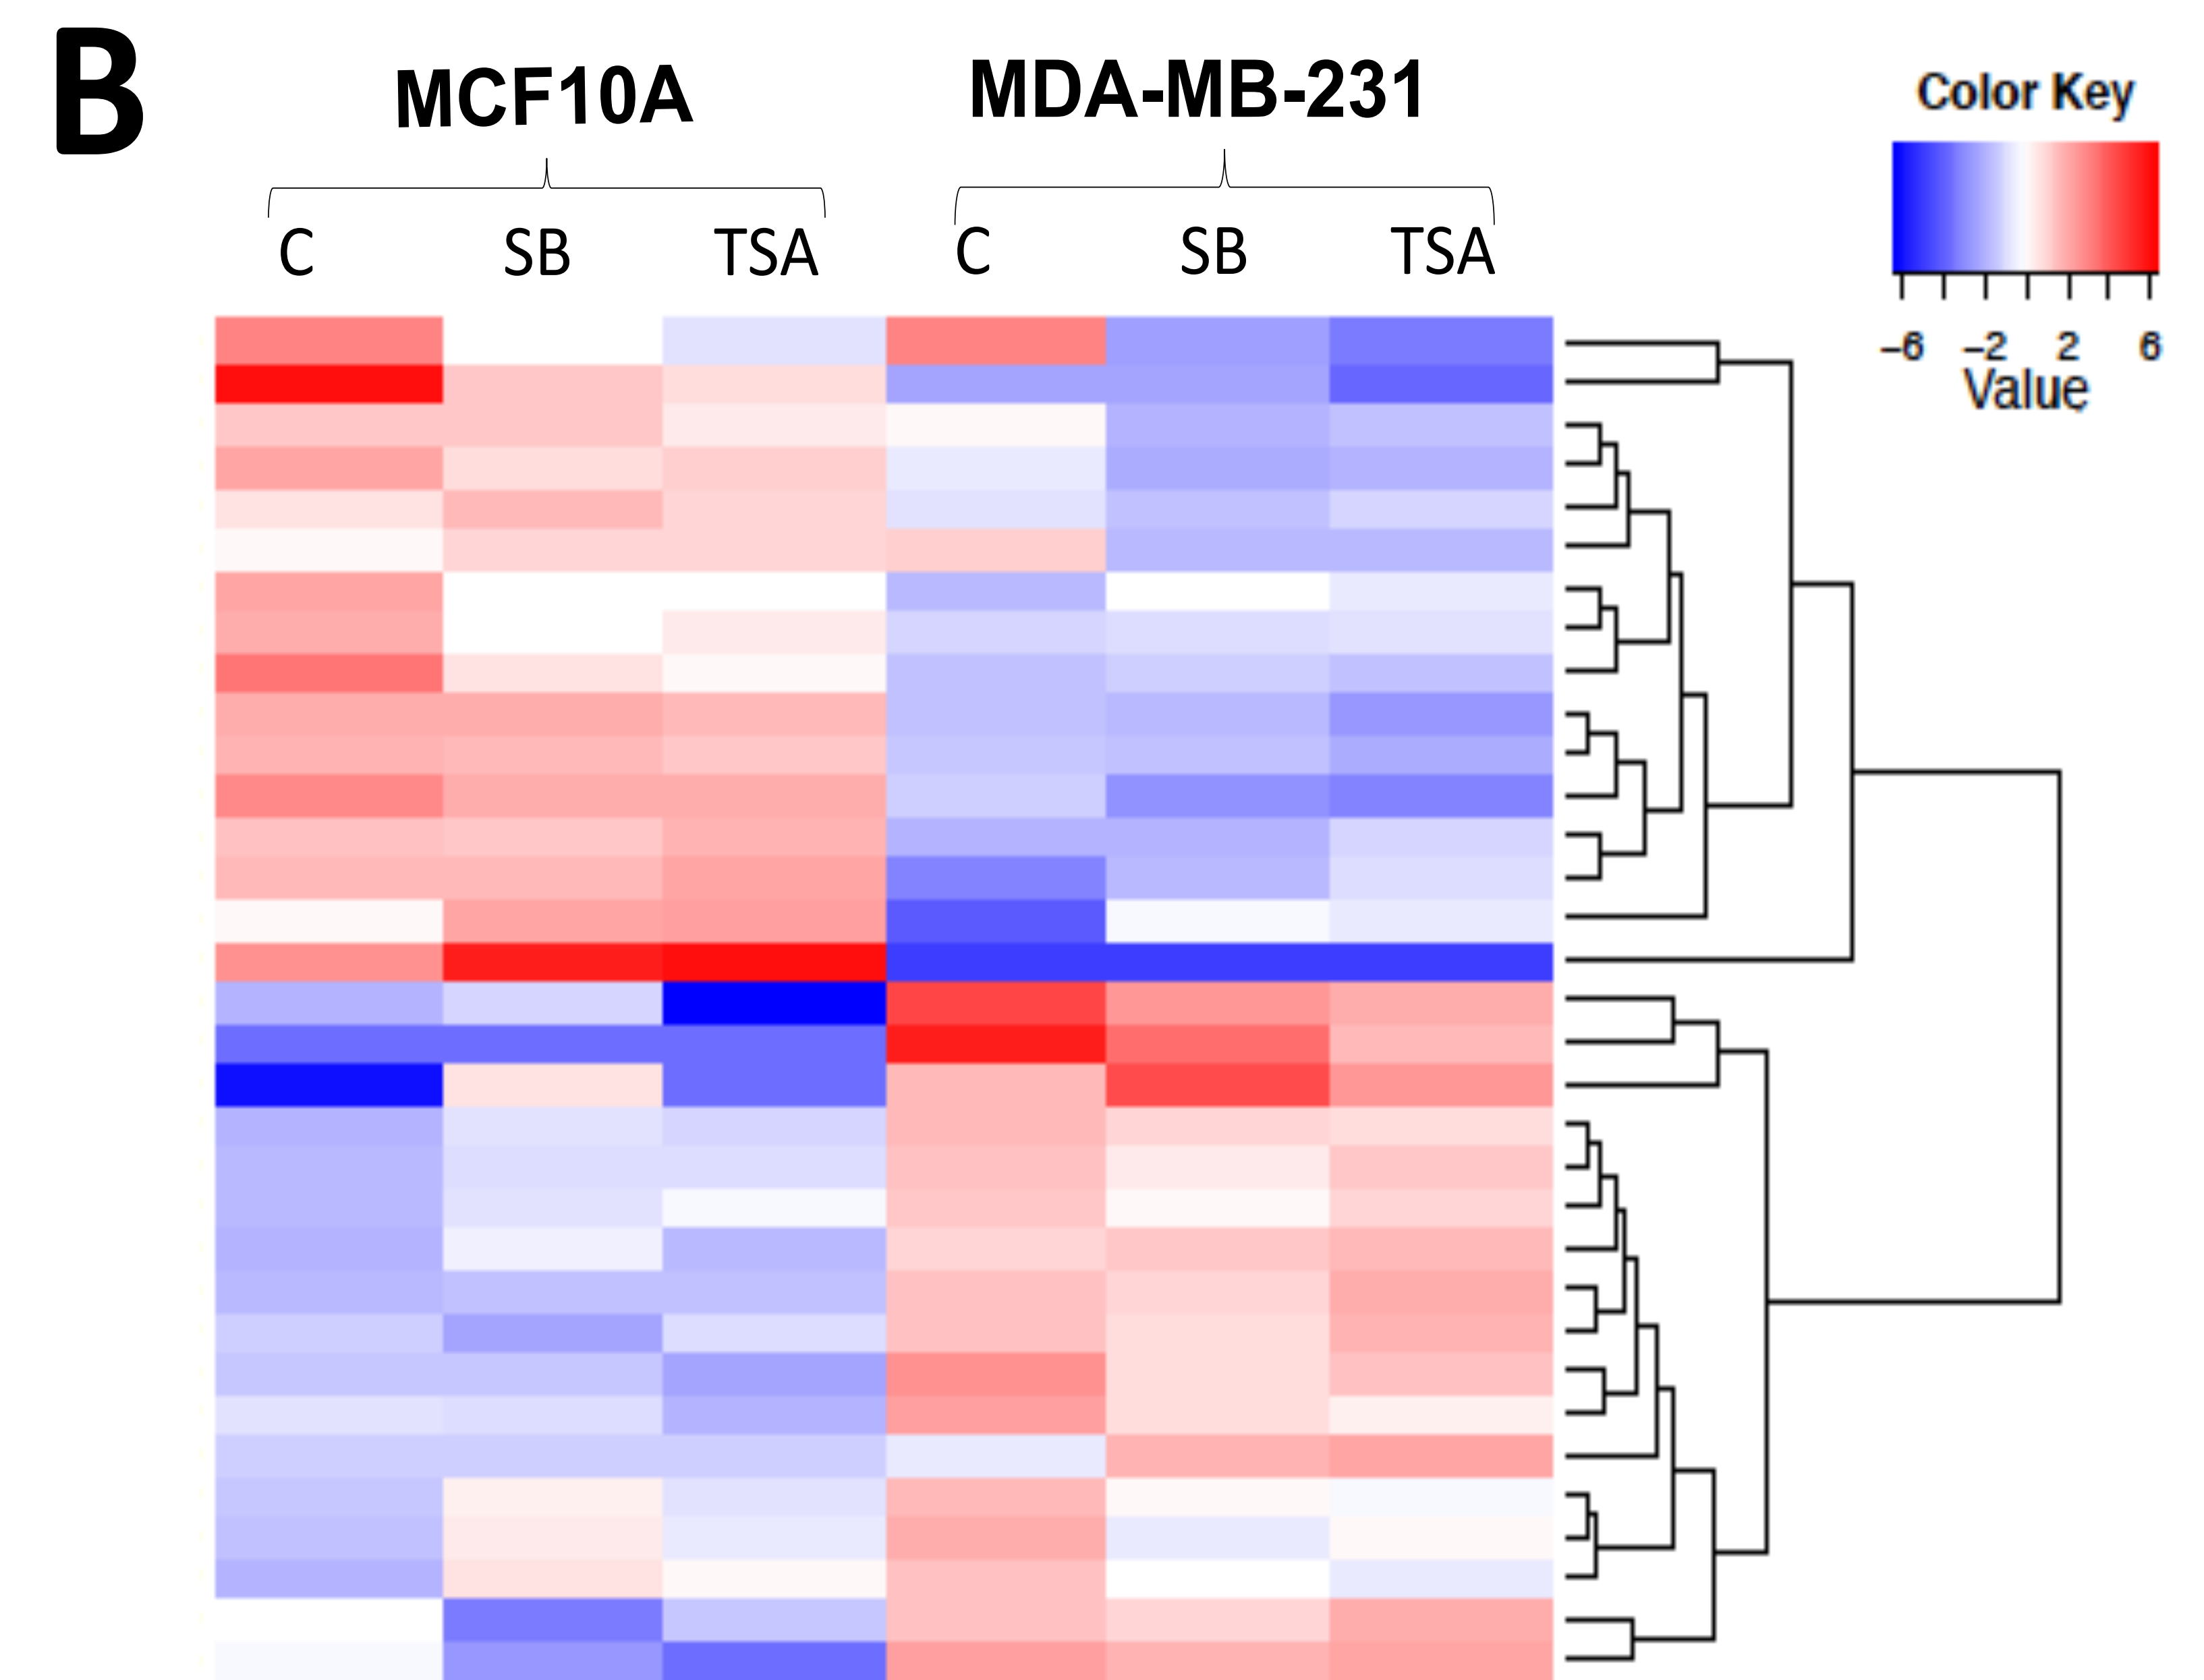 B
MCF10A
MDA-MB-231
C SB TSA C SB TSA
Color Key
−6 −2 2 6
Value